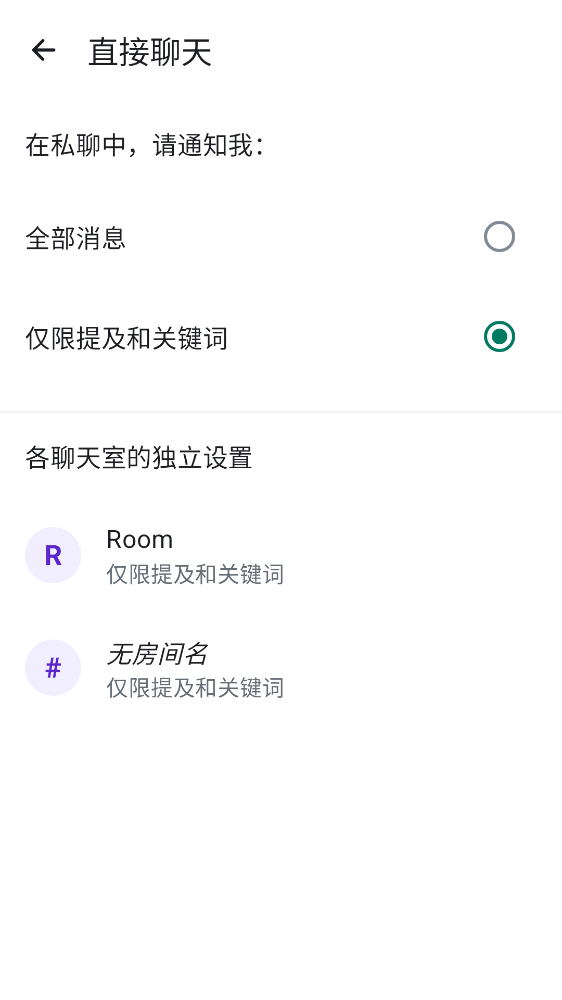 直接聊天
在私聊中，请通知我：
全部消息
仅限提及和关键词
各聊天室的独立设置
R
Room
仅限提及和关键词
#
无房间名
仅限提及和关键词